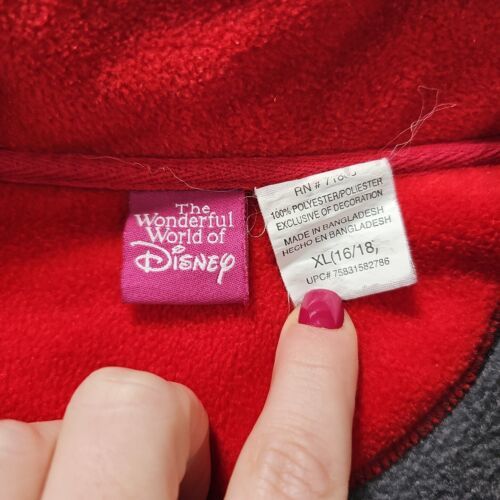 The
Wonderful
World of
Disney
RN #
100% POLYESTER/POLIESTER
EXCLUSIVE OF DECORATION
MADE IN BANGLADESH
HECHO EN BANGLADESH
XL(16/18)
UPC# 75831582786